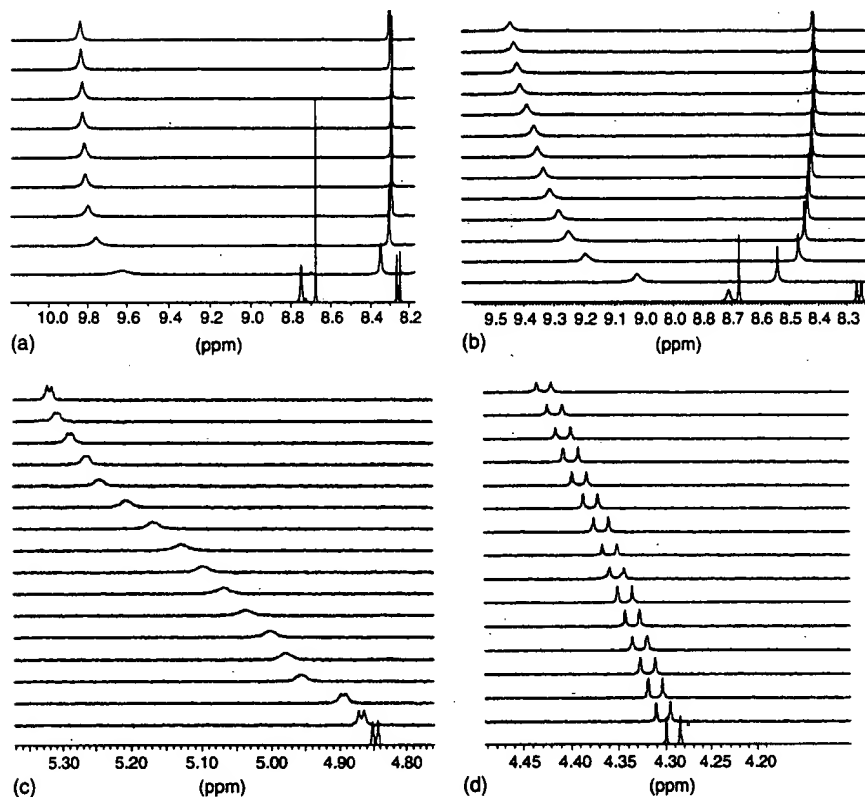 10.0 9.8 9.6 9.4 9.2 9.0 8.8 8.6 8.4 8.2
(a) (ppm)
9.5 9.4 9.3 9.2 9.1 9.0 8.9 8.8 8.7 8.6 8.5 8.4 8.3
(b) (ppm)
5.30 5.20 5.10 5.00 4.90 4.80
(c) (ppm)
4.45 4.40 4.35 4.30 4.25 4.20
(d) (ppm)